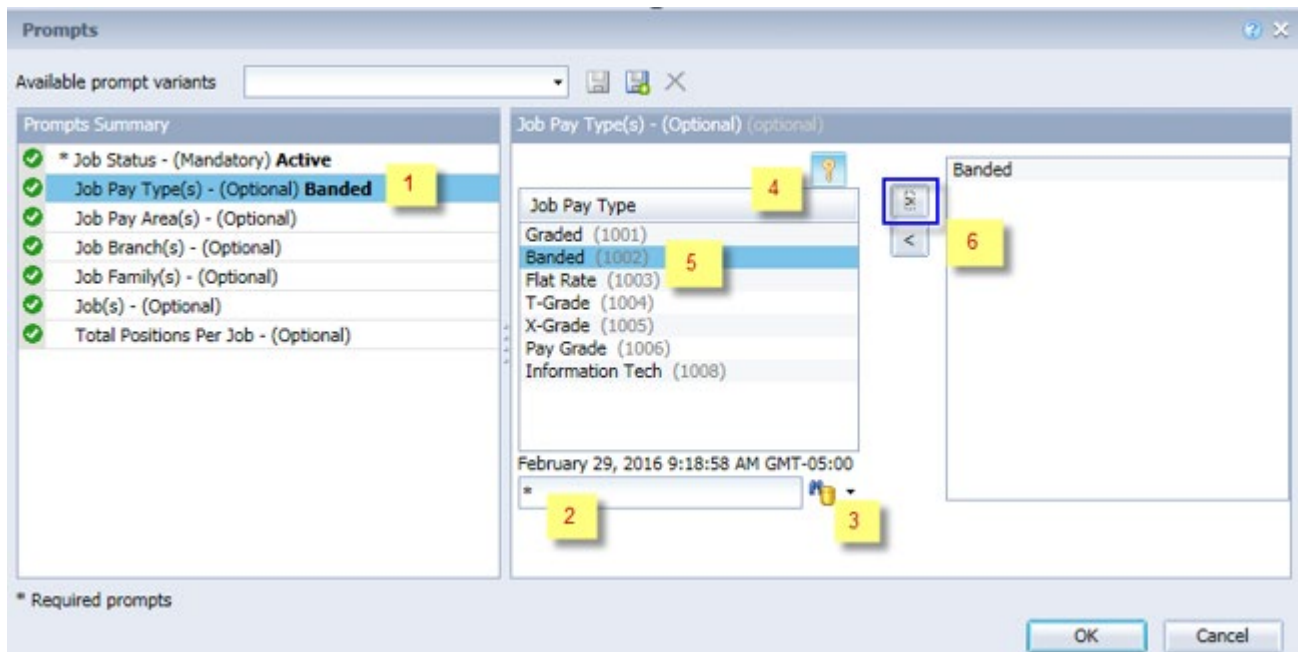 Prompts
Available prompt variants
Prompts Summary
* Job Status - (Mandatory) Active
Job Pay Type(s) - (Optional) Banded
1
Job Pay Area(s) - (Optional)
Job Branch(s) - (Optional)
Job Family(s) - (Optional)
Job(s) - (Optional)
Total Positions Per Job - (Optional)
Job Pay Type(s) - (Optional) (optional)
4
Job Pay Type
Graded (1001)
Banded (1002)
5
Flat Rate (1003)
T-Grade (1004)
X-Grade (1005)
Pay Grade (1006)
Information Tech (1008)
February 29, 2016 9:18:58 AM GMT-05:00
*
2
3
>
<
6
Banded
* Required prompts
OK Cancel